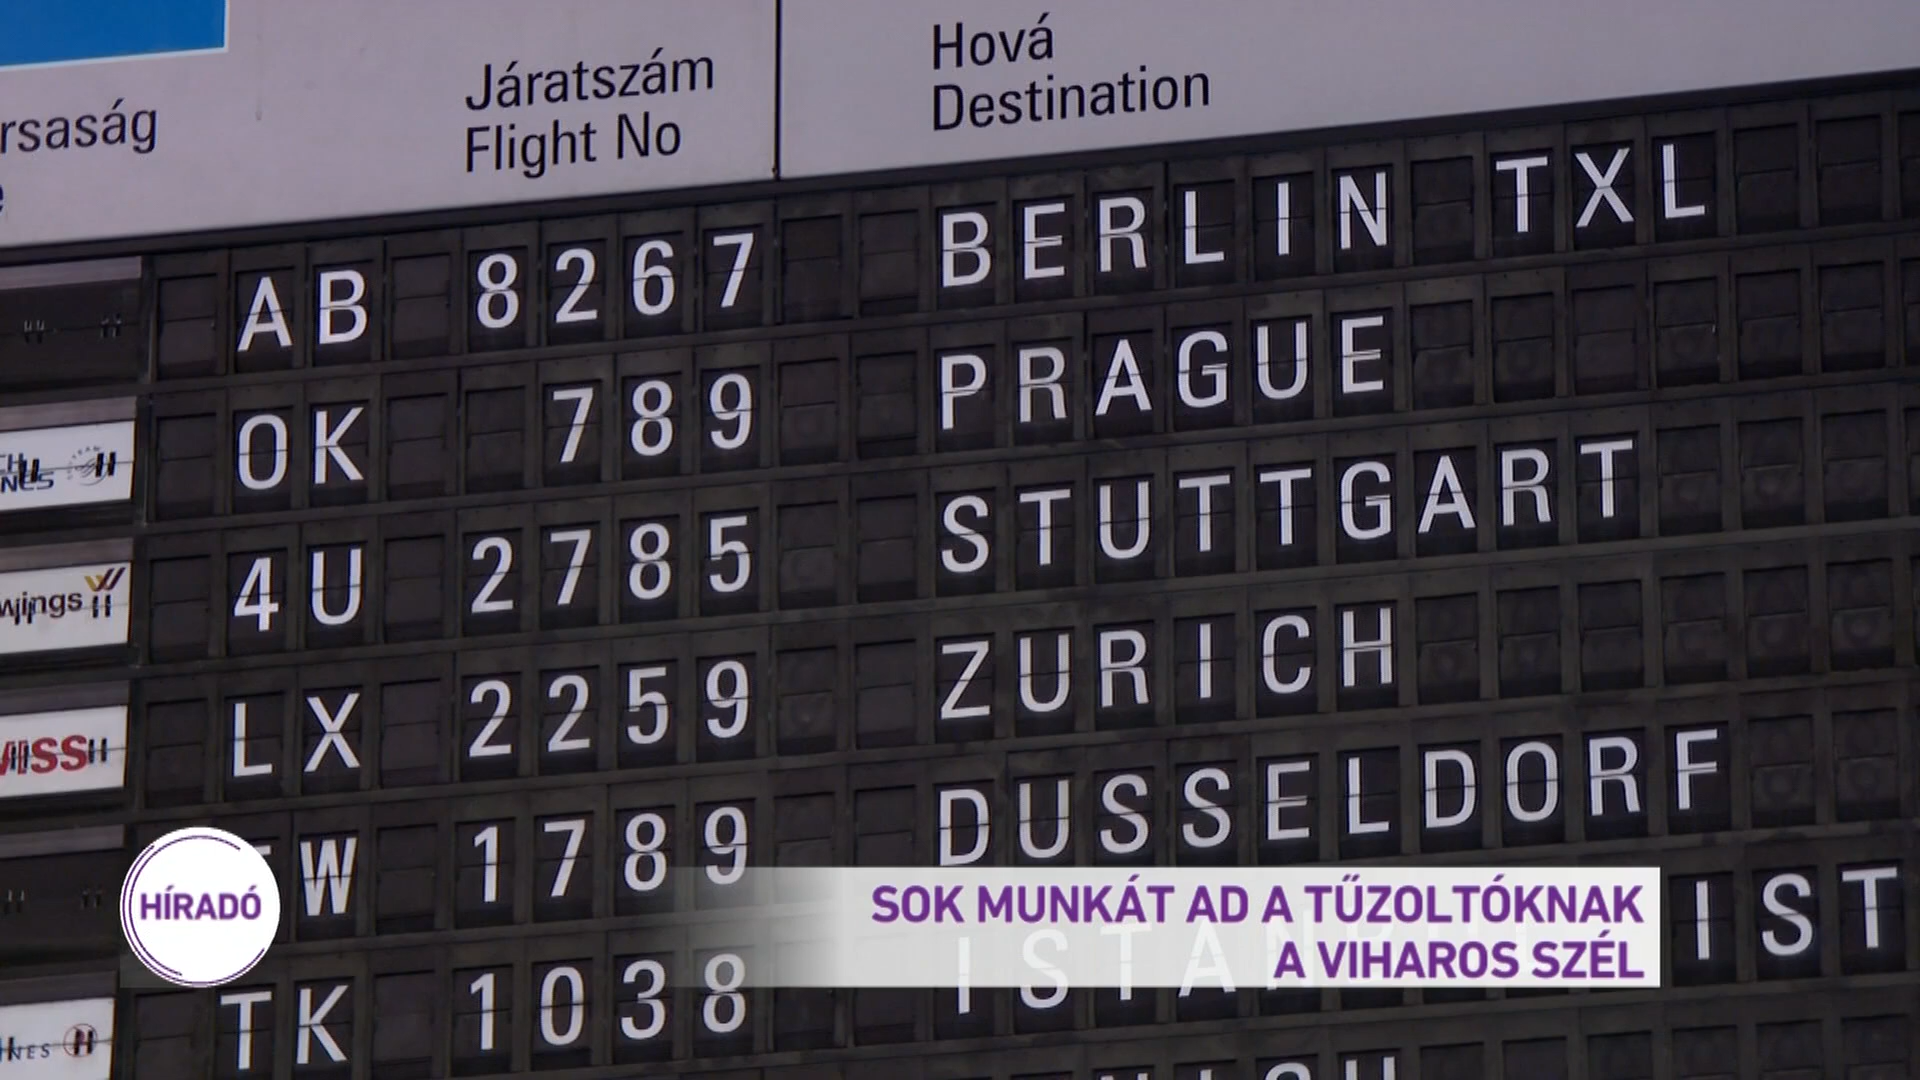 Járatszám
Flight No
Hová
Destination
AB 8267 BERLIN TXL
OK 789 PRAGUE
4U 2785 STUTTGART
LX 2259 ZURICH
W 1789 DUSSELDORF
TK 1038 IST
HÍRADÓ
SOK MUNKÁT AD A TŰZOLTÓKNAK
A VIHAROS SZÉL